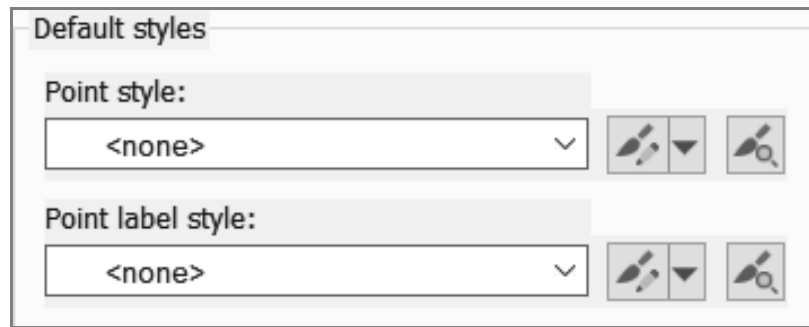 Default styles
Point style:
<none>
Point label style:
<none>